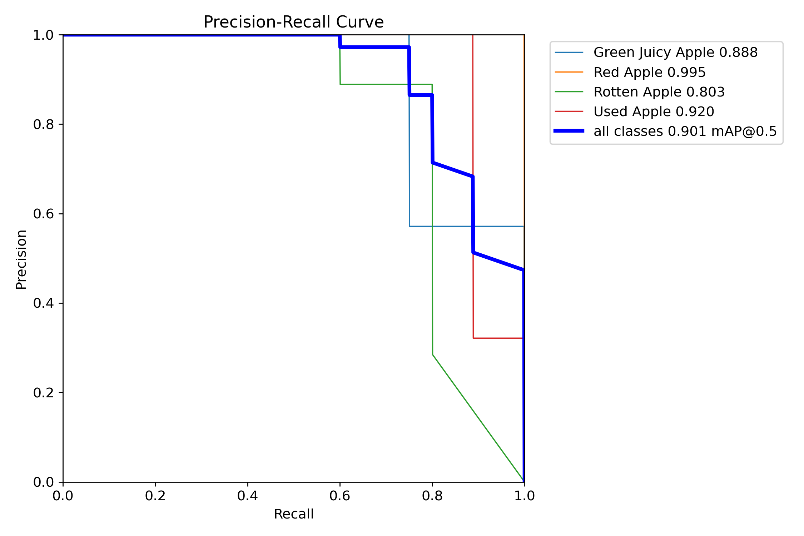 Precision-Recall Curve
1.0
0.8
0.6
0.4
0.2
0.0
Precision
0.0 0.2 0.4 0.6 0.8 1.0
Recall
Green Juicy Apple 0.888
Red Apple 0.995
Rotten Apple 0.803
Used Apple 0.920
all classes 0.901 mAP@0.5